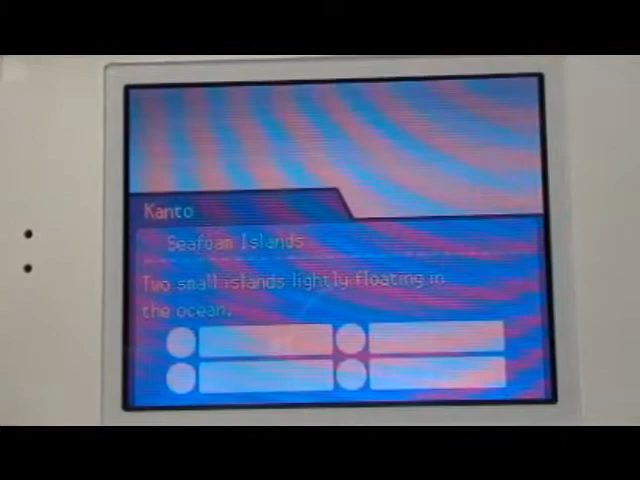 Kanto
Seafoam Islands
Two small islands lightly floating in
the ocean.